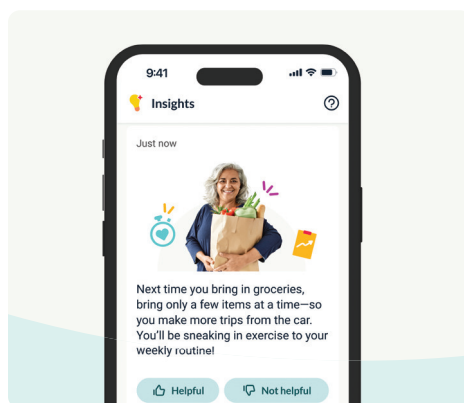 9:41
Insights
Just now
Next time you bring in groceries,
bring only a few items at a time—so
you make more trips from the car.
You'll be sneaking in exercise to your
weekly routine!
Helpful
Not helpful